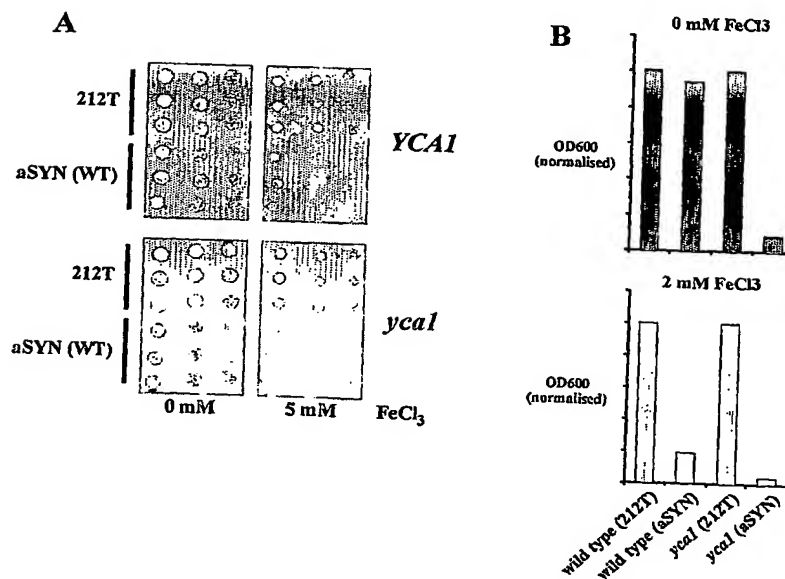 A
212T
aSYN (WT)
YCA1
212T
aSYN (WT)
yca1
0 mM
5 mM
FeCl3
B
0 mM FeCl3
OD600
(normalised)
2 mM FeCl3
OD600
(normalised)
wild type (212T)
wild type (aSYN)
yca1 (212T)
yca1 (aSYN)